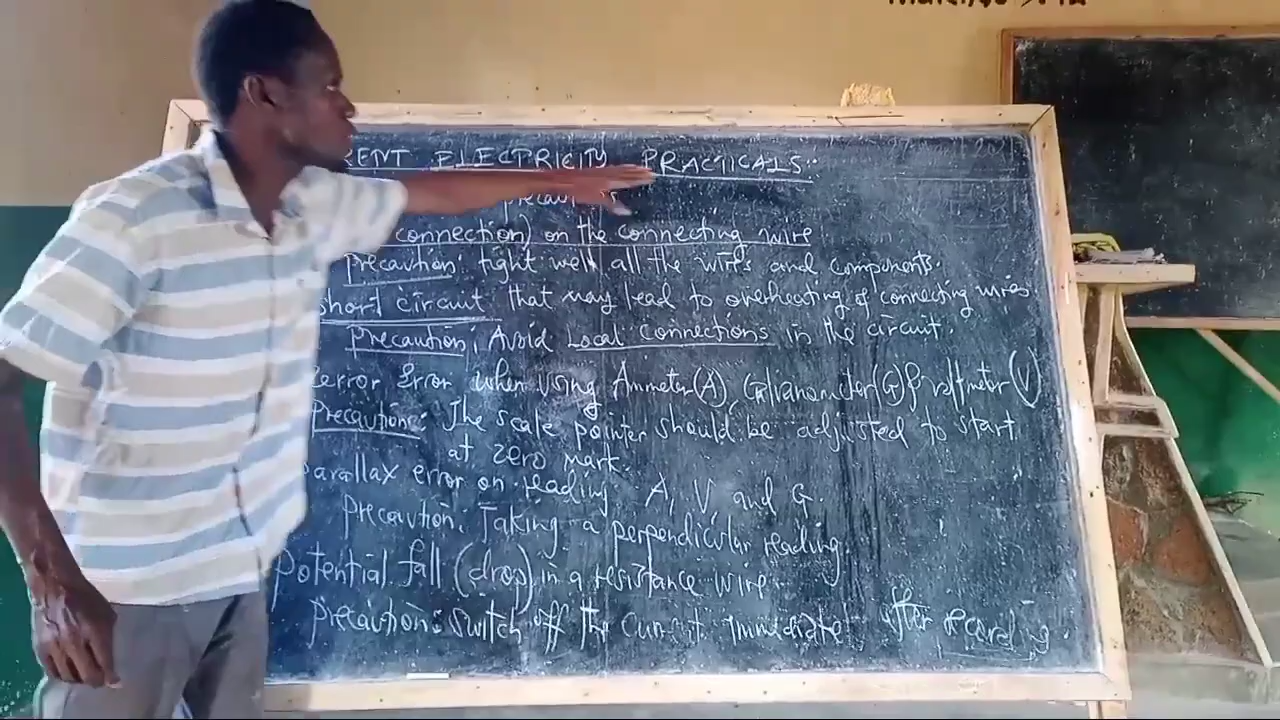 RENT ELECTRICITY PRACTICALS
connection) on the connecting wire
Precaution: tight well all the wires and components.
short circuit that may lead to overheating of connecting wires
Precaution: Avoid Local connections in the circuit.
Zerror Error when using Ammeter(A), Galvanometer(G) & voltmeter (V)
Precautions: The scale pointer should be adjusted to start
at zero mark.
parallax error on reading A, V, and G.
Precaution: Taking a perpendicular reading.
Potential fall (drop) in a resistance wire.
Precaution: Switch off the current immediate after recording.